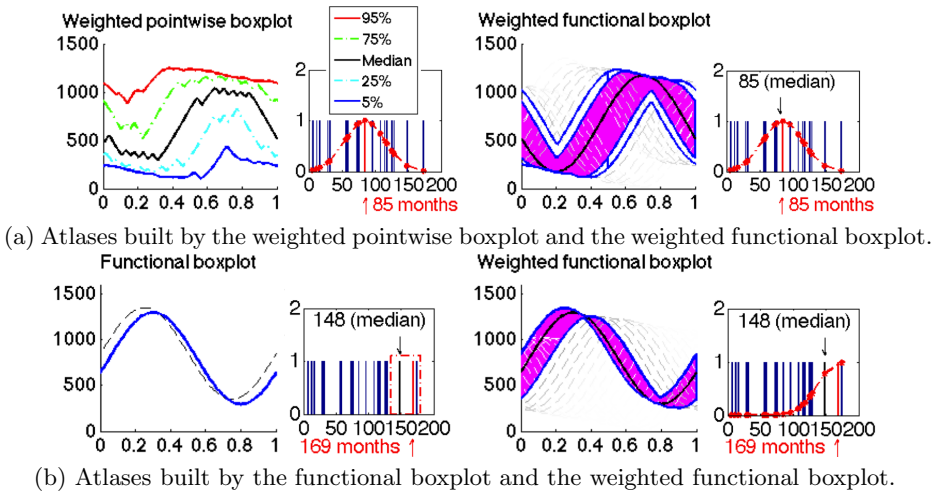 Weighted pointwise boxplot
95%
75%
Median
25%
5%
1500
1000
500
0
0 0.2 0.4 0.6 0.8 1
2
1
0
0 50 100 150 200
↑85 months
Weighted functional boxplot
1500
1000
500
0
0 0.2 0.4 0.6 0.8 1
2
1
0
85 (median)
0 50 100 150 200
↑85 months
(a) Atlases built by the weighted pointwise boxplot and the weighted functional boxplot.
Functional boxplot
1500
1000
500
0
0 0.2 0.4 0.6 0.8 1
2
1
0
148 (median)
0 50 100 150 200
169 months ↑
Weighted functional boxplot
1500
1000
500
0
0 0.2 0.4 0.6 0.8 1
2
1
0
148 (median)
0 50 100 150 200
169 months ↑
(b) Atlases built by the functional boxplot and the weighted functional boxplot.